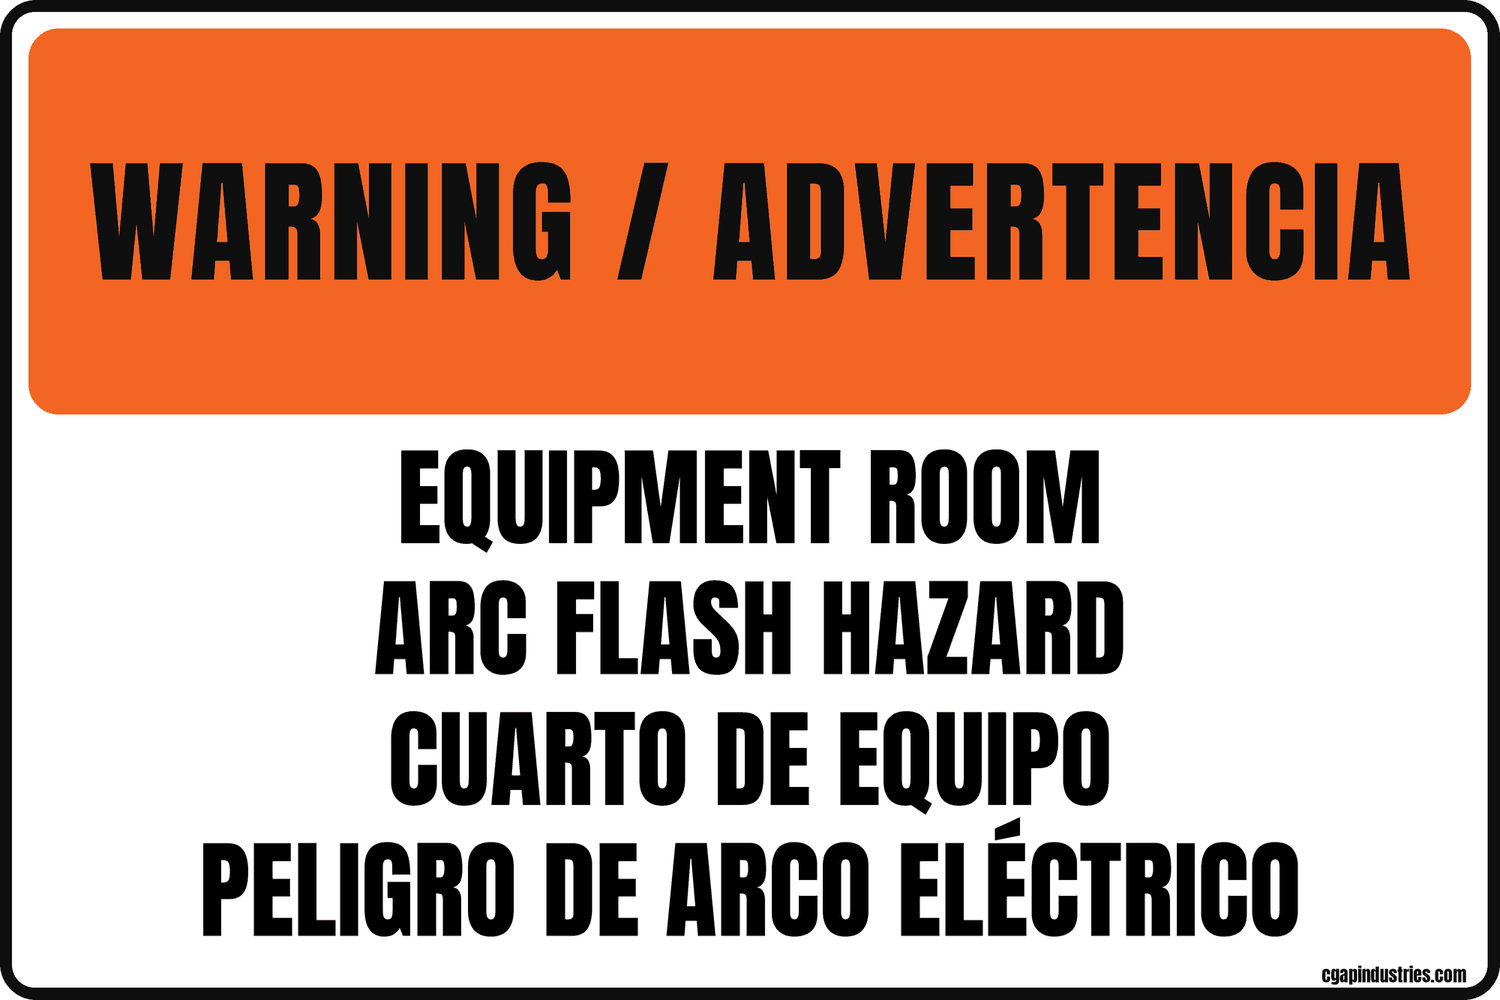 WARNING / ADVERTENCIA
EQUIPMENT ROOM
ARC FLASH HAZARD
CUARTO DE EQUIPO
PELIGRO DE ARCO ELÉCTRICO
cgapindustries.com